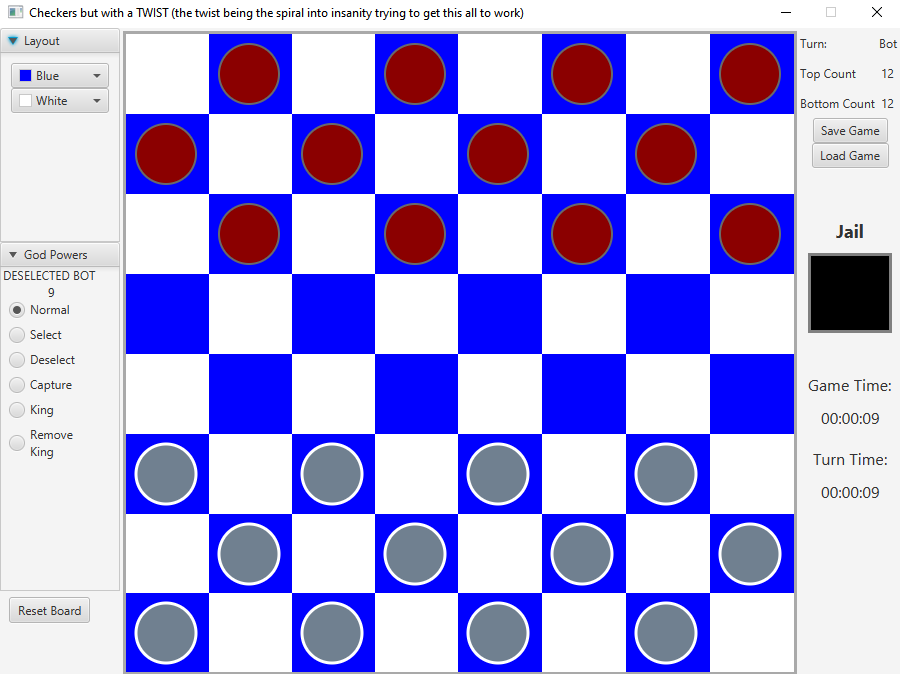 Checkers but with a TWIST (the twist being the spiral into insanity trying to get this all to work)
Layout
Blue
White
God Powers
DESELECTED BOT
9
Normal
Select
Deselect
Capture
King
Remove
King
Reset Board
Turn: Bot
Top Count 12
Bottom Count 12
Save Game
Load Game
Jail
Game Time:
00:00:09
Turn Time:
00:00:09